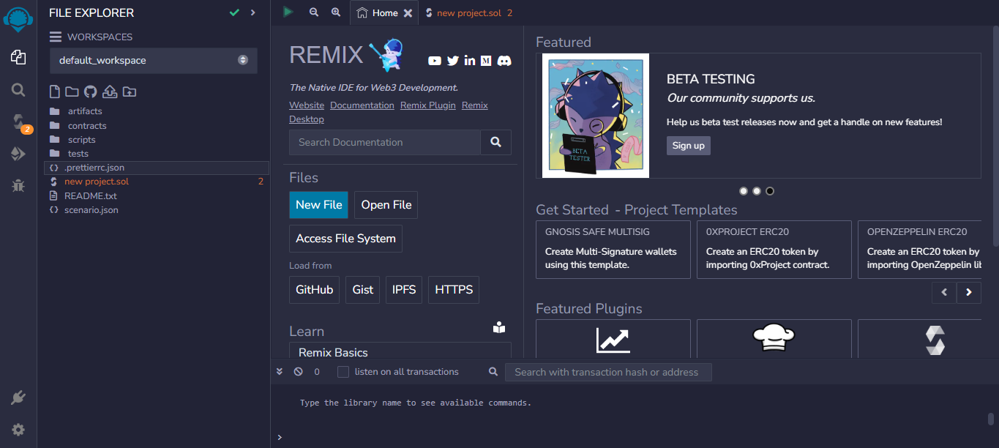 FILE EXPLORER
WORKSPACES
default_workspace
artifacts
contracts
scripts
tests
.prettierrc.json
new project.sol 2
README.txt
scenario.json
2
Home
new project.sol 2
REMIX
The Native IDE for Web3 Development.
Website Documentation Remix Plugin Remix
Desktop
Search Documentation
Files
New File Open File
Access File System
Load from
GitHub Gist IPFS HTTPS
Learn
Remix Basics
Featured
BETA
TESTER
BETA TESTING
Our community supports us.
Help us beta test releases now and get a handle on new features!
Sign up
Get Started - Project Templates
GNOSIS SAFE MULTISIG
Create Multi-Signature wallets
using this template.
0XPROJECT ERC20
Create an ERC20 token by
importing 0xProject contract.
OPENZEPPELIN ERC20
Create an ERC20 token by
importing OpenZeppelin lib
Featured Plugins
0 listen on all transactions
Search with transaction hash or address
Type the library name to see available commands.
>